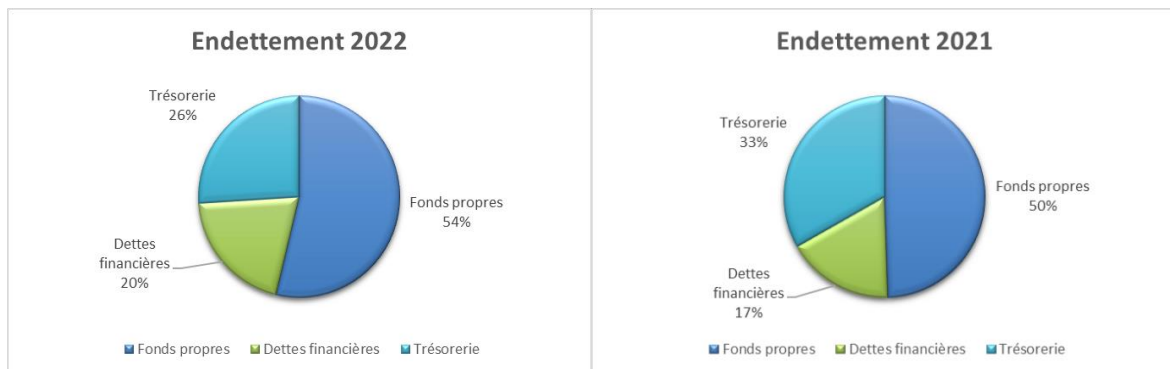 Endettement 2022
Trésorerie
26%
Fonds propres
54%
Dettes
financières
20%
Fonds propres Dettes financières Trésorerie
Endettement 2021
Trésorerie
33%
Fonds propres
50%
Dettes
financières
17%
Fonds propres Dettes financières Trésorerie